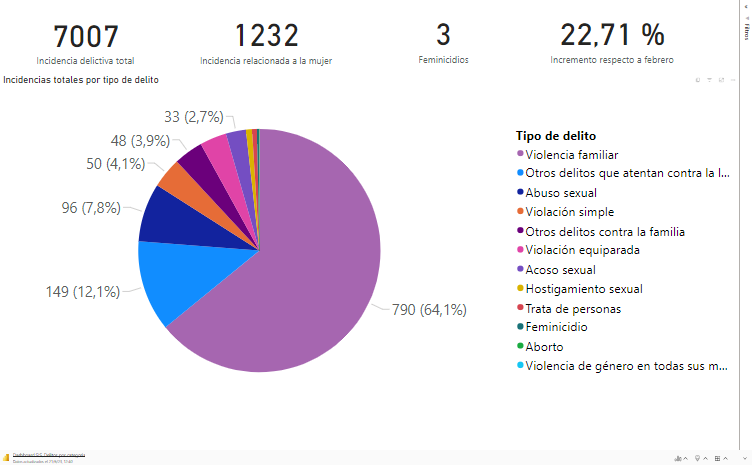 7007
Incidencia delictiva total
1232
Incidencia relacionada a la mujer
3
Feminicidios
22,71 %
Incremento respecto a febrero
Filtros
Incidencias totales por tipo de delito
33 (2,7%)
48 (3,9%)
50 (4,1%)
96 (7,8%)
149 (12,1%)
790 (64,1%)
Tipo de delito
Violencia familiar
Otros delitos que atentan contra la l...
Abuso sexual
Violación simple
Otros delitos contra la familia
Violación equiparada
Acoso sexual
Hostigamiento sexual
Trata de personas
Feminicidio
Aborto
Violencia de género en todas sus m...